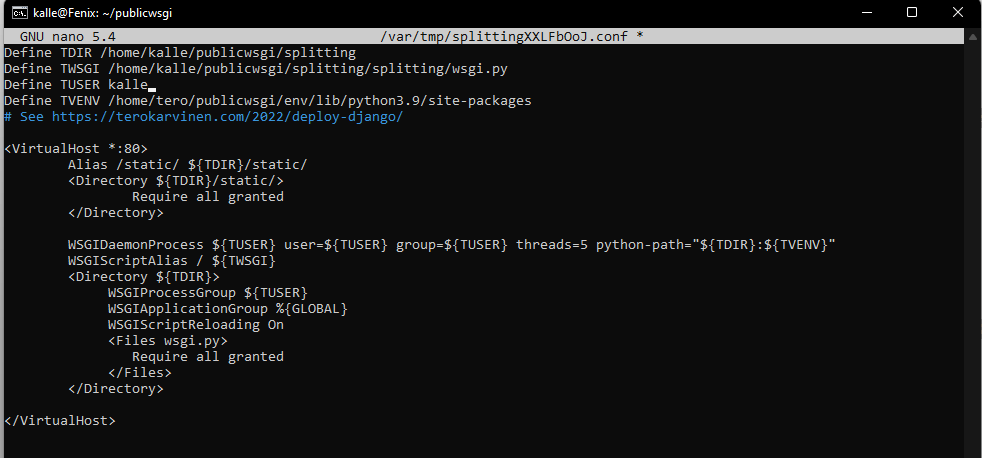 kalle@Fenix: ~/publicwsgi
GNU nano 5.4 /var/tmp/splittingXXLFbOoJ.conf *
Define TDIR /home/kalle/publicwsgi/splitting
Define TWSGI /home/kalle/publicwsgi/splitting/splitting/wsgi.py
Define TUSER kalle
Define TVENV /home/tero/publicwsgi/env/lib/python3.9/site-packages
# See https://terokarvinen.com/2022/deploy-django/
<VirtualHost *:80>
Alias /static/ ${TDIR}/static/
<Directory ${TDIR}/static/>
Require all granted
</Directory>
WSGIDaemonProcess ${TUSER} user=${TUSER} group=${TUSER} threads=5 python-path="${TDIR}:${TVENV}"
WSGIScriptAlias / ${TWSGI}
<Directory ${TDIR}>
WSGIProcessGroup ${TUSER}
WSGIApplicationGroup %{GLOBAL}
WSGIScriptReloading On
<Files wsgi.py>
Require all granted
</Files>
</Directory>
</VirtualHost>